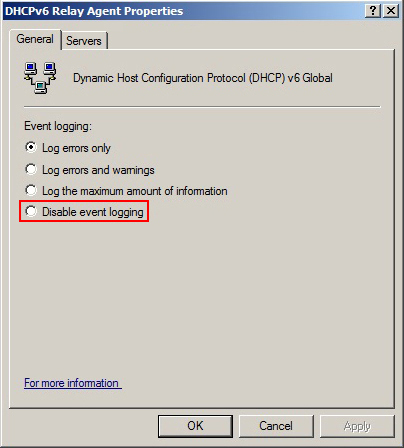 DHCPv6 Relay Agent Properties
General
Servers
Dynamic Host Configuration Protocol (DHCP) v6 Global
Event logging:
Log errors only
Log errors and warnings
Log the maximum amount of information
Disable event logging
For more information
OK
Cancel
Apply